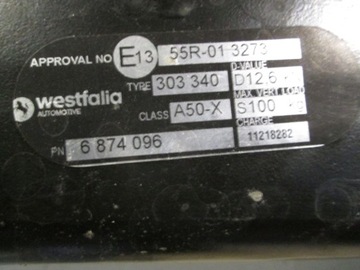 APPROVAL NO E13 55R-01 3273
TYPE 303 340 D-VALUE D12,6
westfalia MAX VERT LOAD
AUTOMOTIVE CLASS A50-X S100
CHARGE
PN 6 874 096 11218282